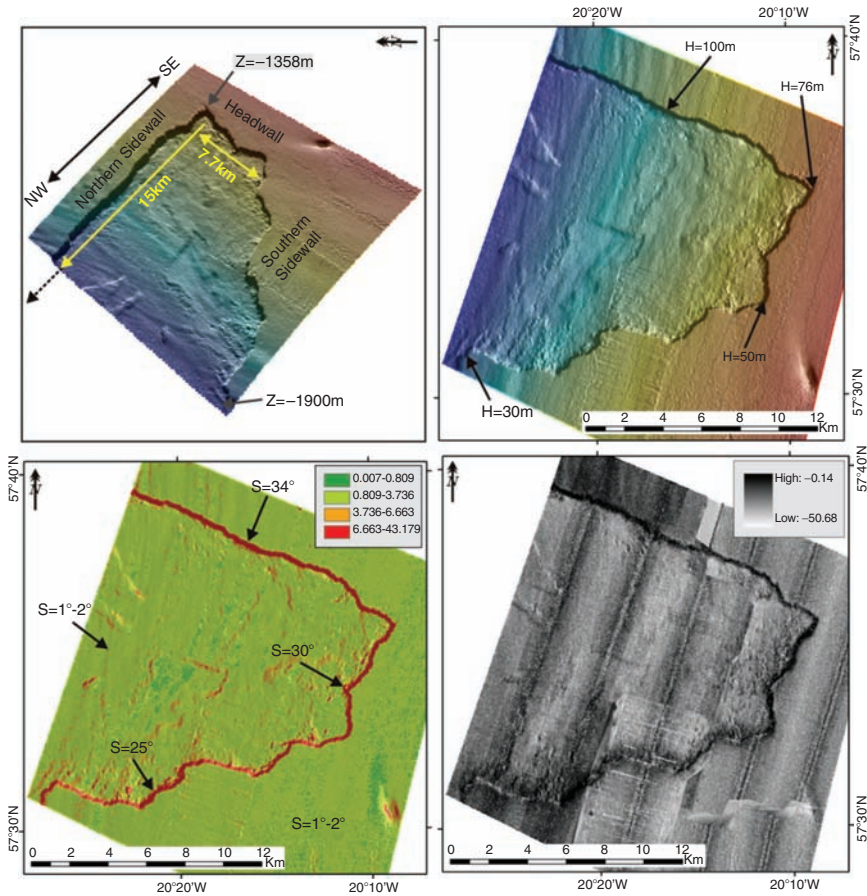 Z=−1358m
N
SE
Headwall
Northern Sidewall
7.7km
NW
15km
Southern
Sidewall
Z=−1900m
20°20'W
20°10'W
57°40'N
H=100m
N
H=76m
H=50m
57°30'N
H=30m
0 2 4 6 8 10 12
Km
57°40'N
N
S=34°
0.007-0.809
0.809-3.736
3.736-6.663
6.663-43.179
S=1°-2°
S=30°
S=25°
S=1°-2°
57°30'N
0 2 4 6 8 10 12
Km
20°20'W
20°10'W
N
High: −0.14
Low: −50.68
57°40'N
57°30'N
0 2 4 6 8 10 12
Km
20°20'W
20°10'W